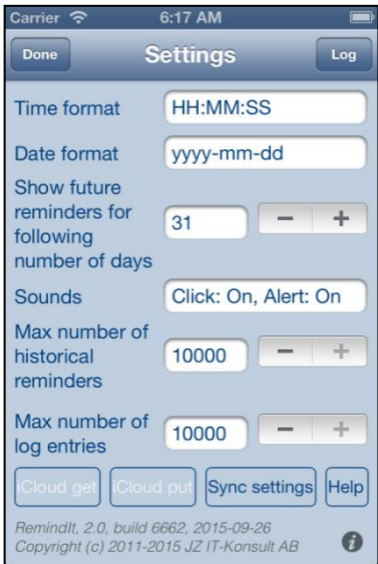 Carrier 6:17 AM
Done Settings Log
Time format HH:MM:SS
Date format yyyy-mm-dd
Show future
reminders for
following
number of days
31 − +
Sounds Click: On, Alert: On
Max number of
historical
reminders
10000 − +
Max number of
log entries
10000 − +
iCloud get iCloud put Sync settings Help
RemindIt, 2.0, build 6662, 2015-09-26
Copyright (c) 2011-2015 JZ IT-Konsult AB
i